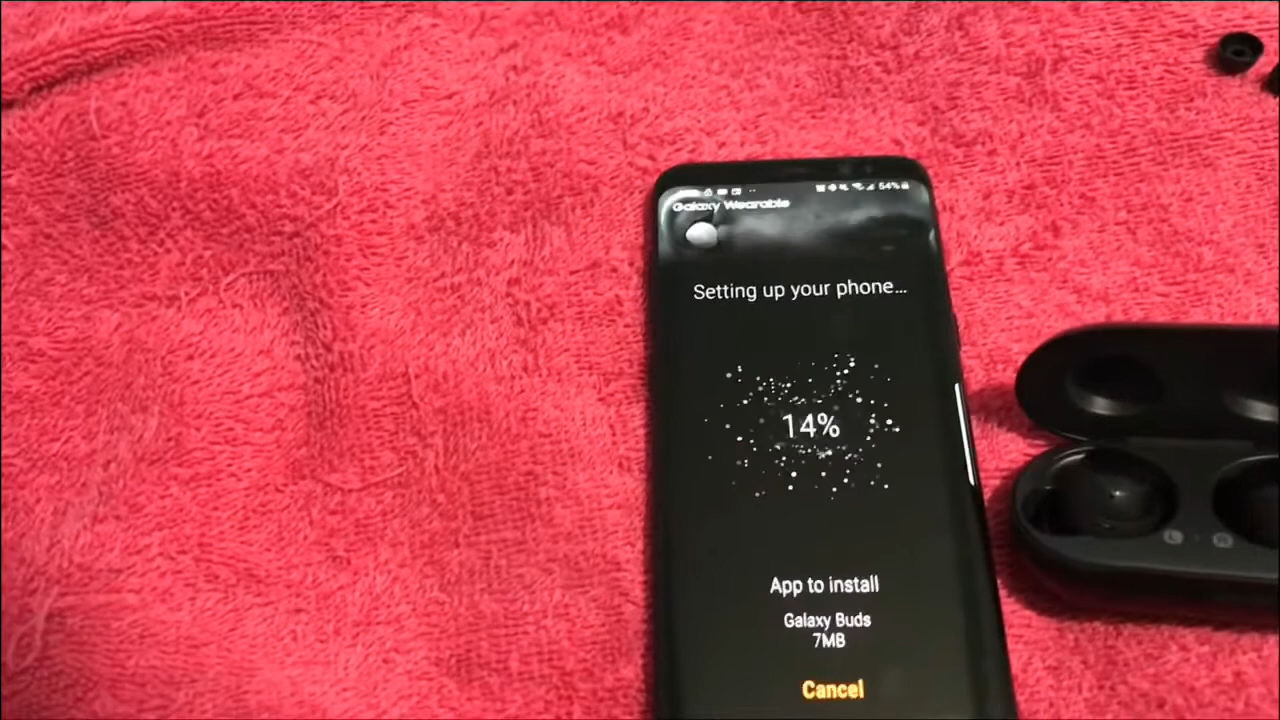 54%
Galaxy Wearable
Setting up your phone...
14%
App to install
Galaxy Buds
7MB
Cancel
L
R